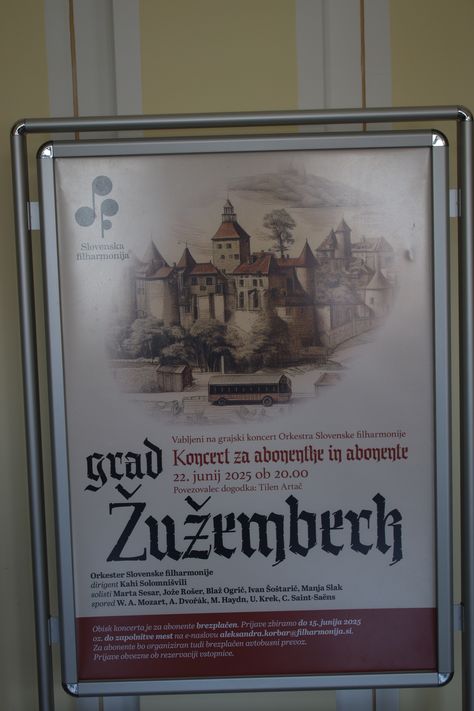 Slovenska
filharmonija
Vabljeni na grajski koncert Orkestra Slovenske filharmonije
grad
Koncert za abonentke in abonente
22. junij 2025 ob 20.00
Povezovalec dogodka: Tilen Artač
Žužemberk
Orkester Slovenske filharmonije
dirigent Kahi Solomnišvili
solisti Marta Sesar, Jože Rošer, Blaž Ogrič, Ivan Šoštarič, Manja Slak
spored W. A. Mozart, A. Dvořák, M. Haydn, U. Krek, C. Saint-Saëns
Obisk koncerta je za abonente brezplačen. Prijave zbiramo do 15. junija 2025
oz. do zapolnitve mest na e-naslovu aleksandra.korbar@filharmonija.si.
Za abonente bo organiziran tudi brezplačen avtobusni prevoz.
Prijave obvezne ob rezervaciji vstopnice.